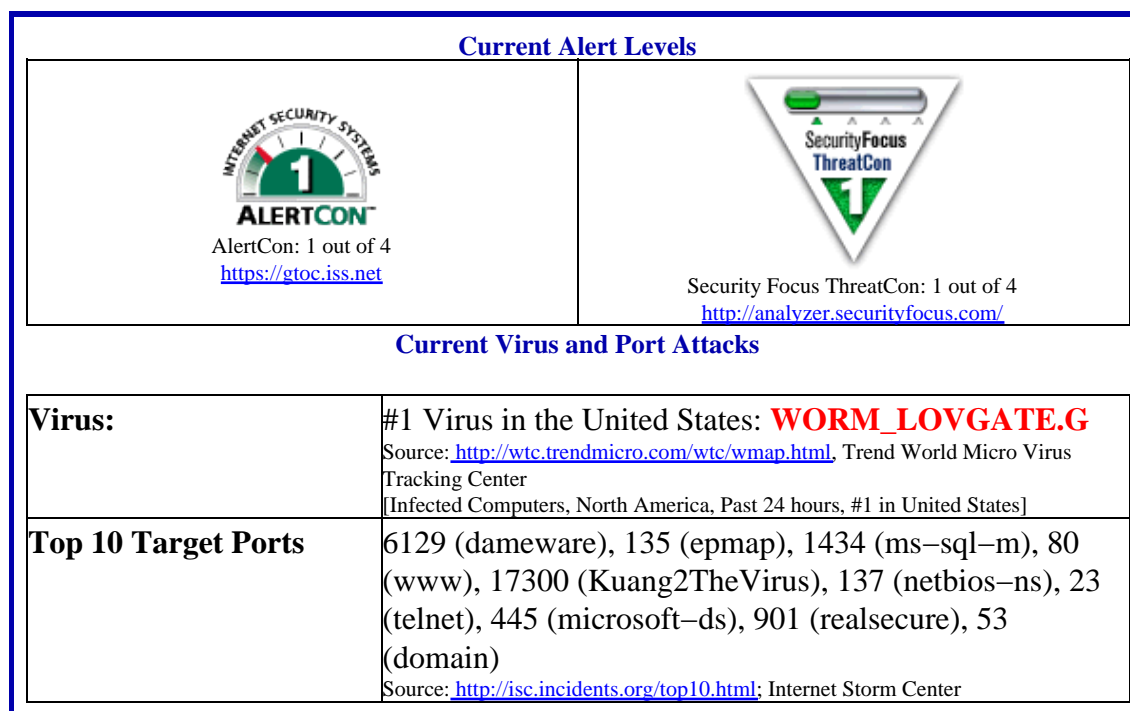 Current Alert Levels
INTERNET SECURITY SYSTEMS
1
ALERTCON™
AlertCon: 1 out of 4
https://gtoc.iss.net
SecurityFocus
ThreatCon
1
Security Focus ThreatCon: 1 out of 4
http://analyzer.securityfocus.com/
Current Virus and Port Attacks
Virus:
#1 Virus in the United States: WORM_LOVGATE.G
Source: http://wtc.trendmicro.com/wtc/wmap.html, Trend World Micro Virus
Tracking Center
[Infected Computers, North America, Past 24 hours, #1 in United States]
Top 10 Target Ports
6129 (dameware), 135 (epmap), 1434 (ms−sql−m), 80
(www), 17300 (Kuang2TheVirus), 137 (netbios−ns), 23
(telnet), 445 (microsoft−ds), 901 (realsecure), 53
(domain)
Source: http://isc.incidents.org/top10.html; Internet Storm Center